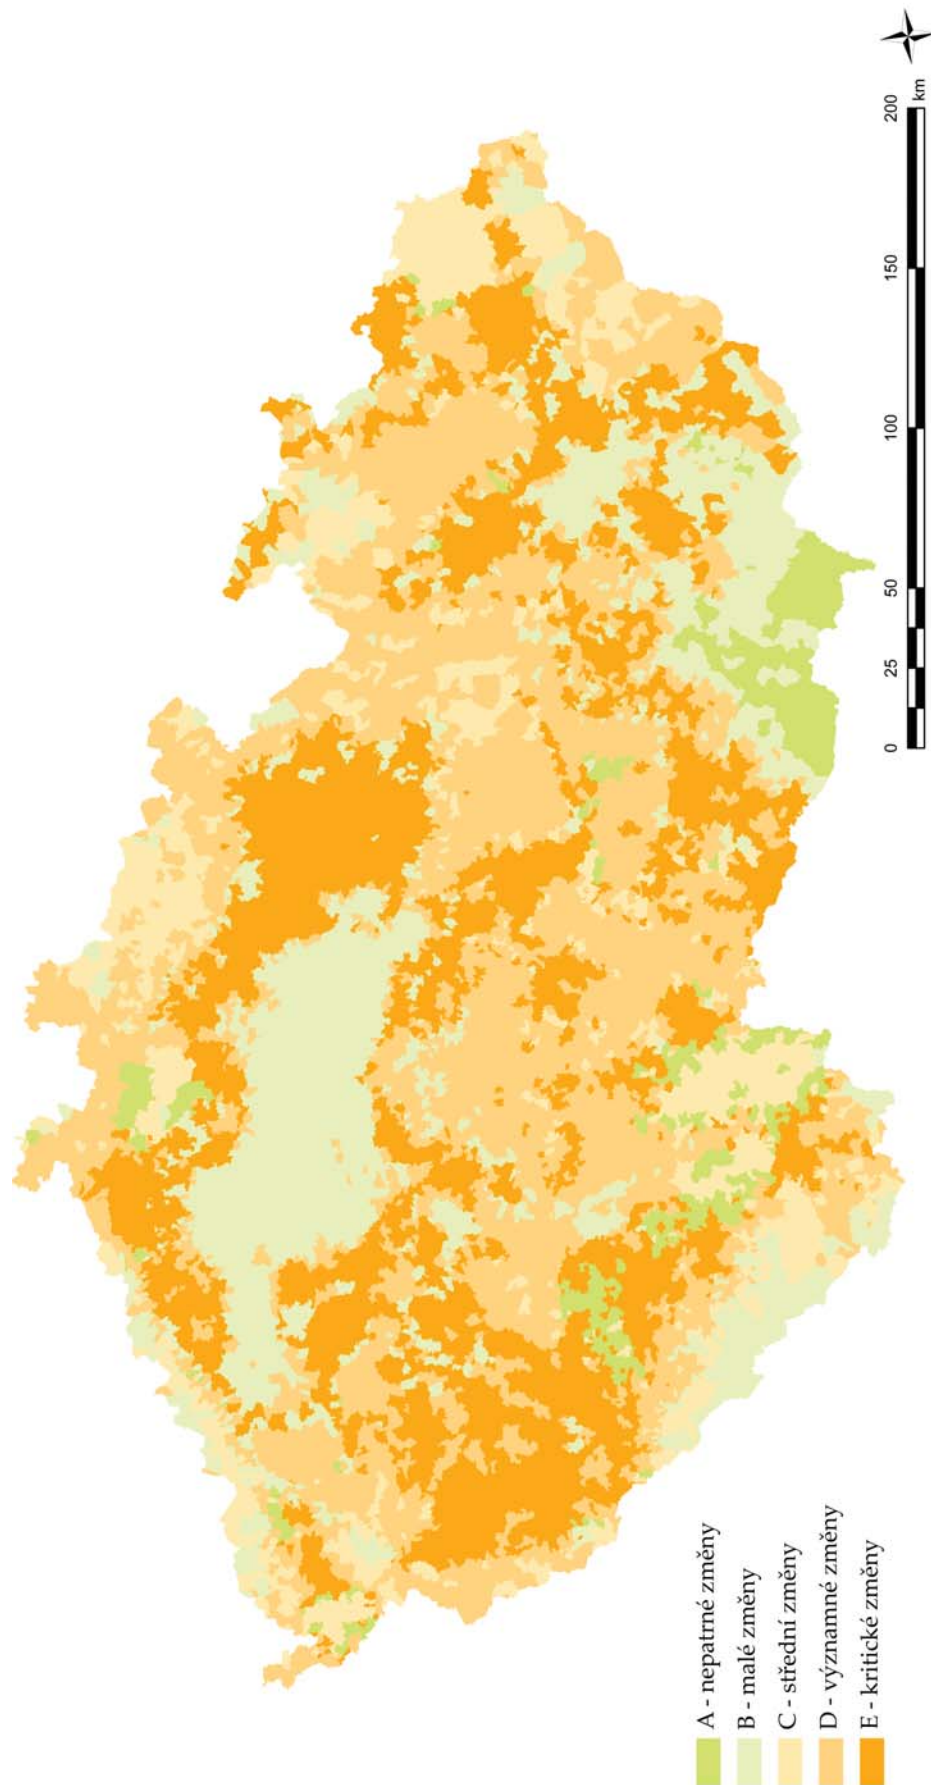 A - nepatrné změny
B - malé změny
C - střední změny
D - významné změny
E - kritické změny
0 25 50 100 150 200
km